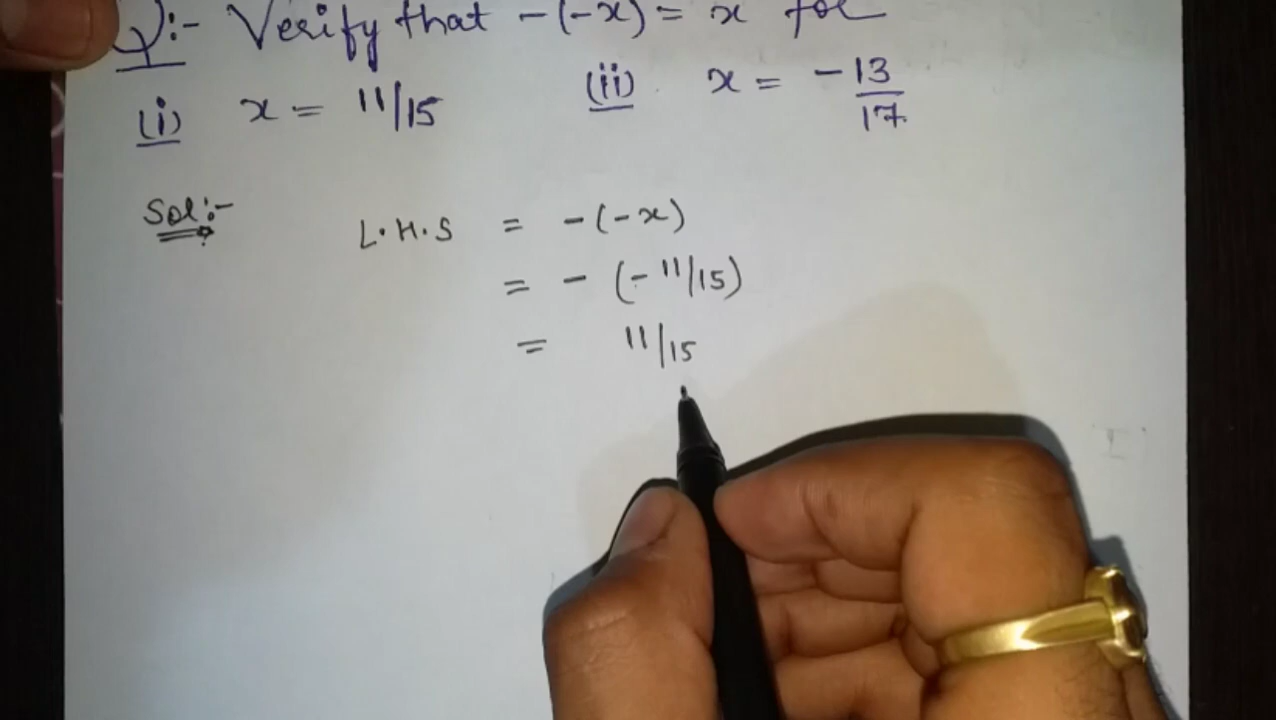 Q:- Verify that -(-x) = x for
(i) x = 11/15 (ii) x = -13/17
Sol:- L.H.S = -(-x)
= - (-11/15)
= 11/15